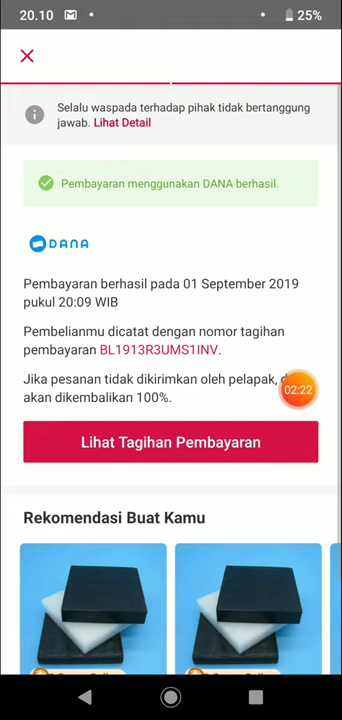 20.10
25%
Selalu waspada terhadap pihak tidak bertanggung
jawab. Lihat Detail
Pembayaran menggunakan DANA berhasil.
DANA
Pembayaran berhasil pada 01 September 2019
pukul 20:09 WIB
Pembelianmu dicatat dengan nomor tagihan
pembayaran BL1913R3UMS1INV.
Jika pesanan tidak dikirimkan oleh pelapak,
02:22
akan dikembalikan 100%.
Lihat Tagihan Pembayaran
Rekomendasi Buat Kamu